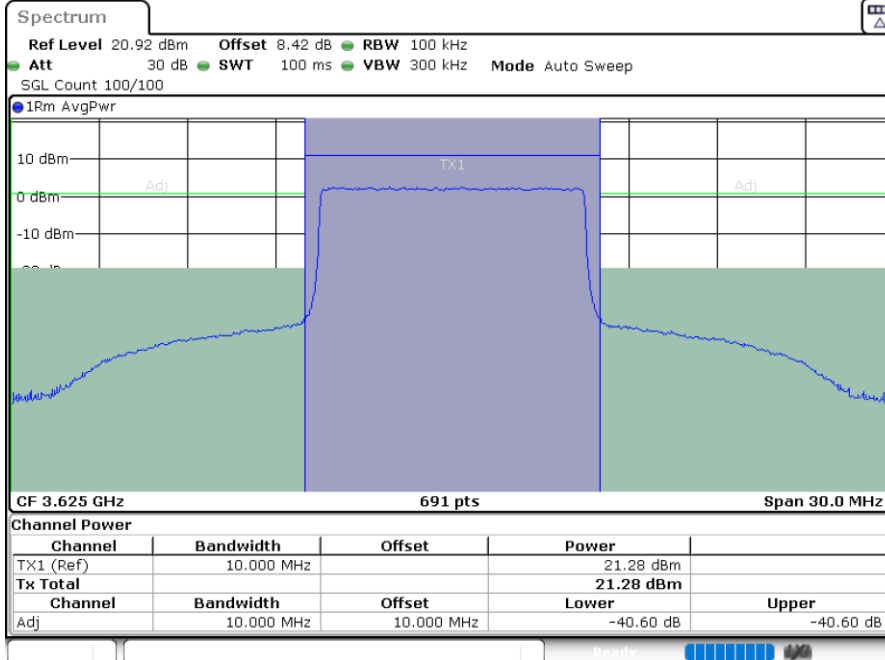 Spectrum
Ref Level 20.92 dBm Offset 8.42 dB RBW 100 kHz
Att 30 dB SWT 100 ms VBW 300 kHz Mode Auto Sweep
SGL Count 100/100
1Rm AvgPwr
10 dBm
TX1
Adj Adj
0 dBm
-10 dBm
CF 3.625 GHz 691 pts Span 30.0 MHz
Channel Power
Channel Bandwidth Offset Power
TX1 (Ref) 10.000 MHz 21.28 dBm
Tx Total 21.28 dBm
Channel Bandwidth Offset Lower Upper
Adj 10.000 MHz 10.000 MHz -40.60 dB -40.60 dB
Ready